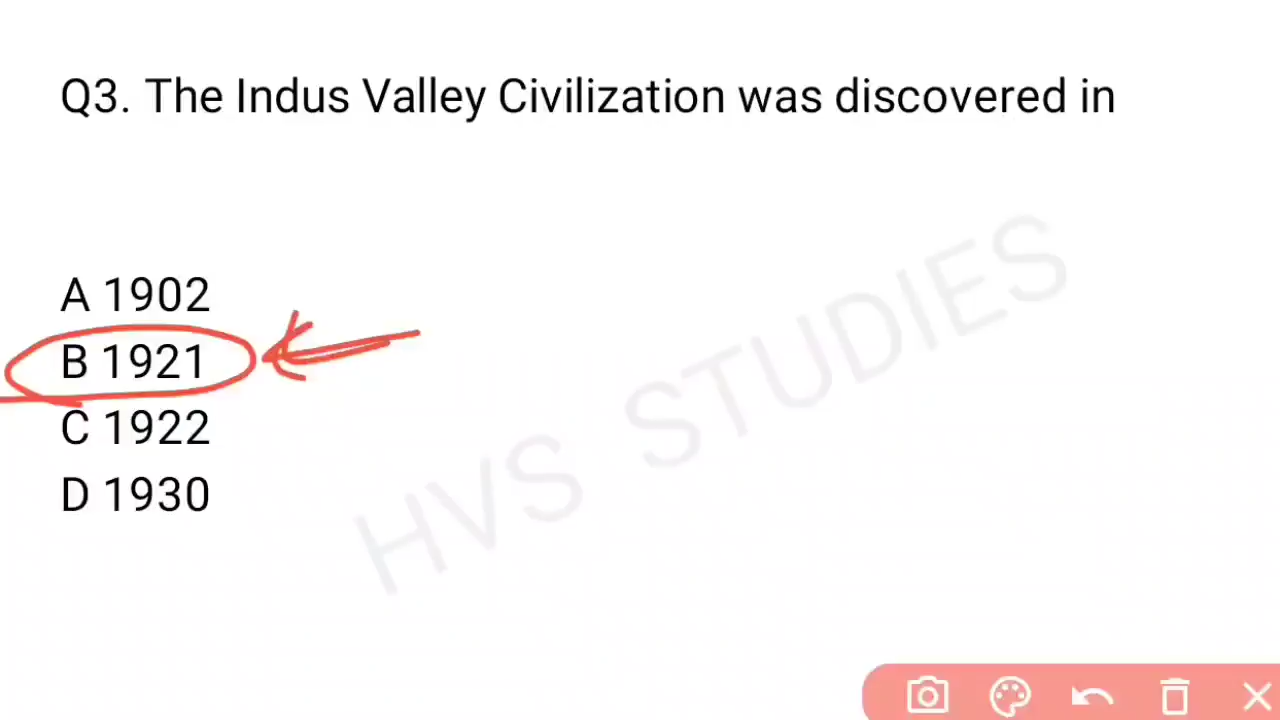 Q3. The Indus Valley Civilization was discovered in
A 1902
B 1921
C 1922
D 1930
HVS STUDIES